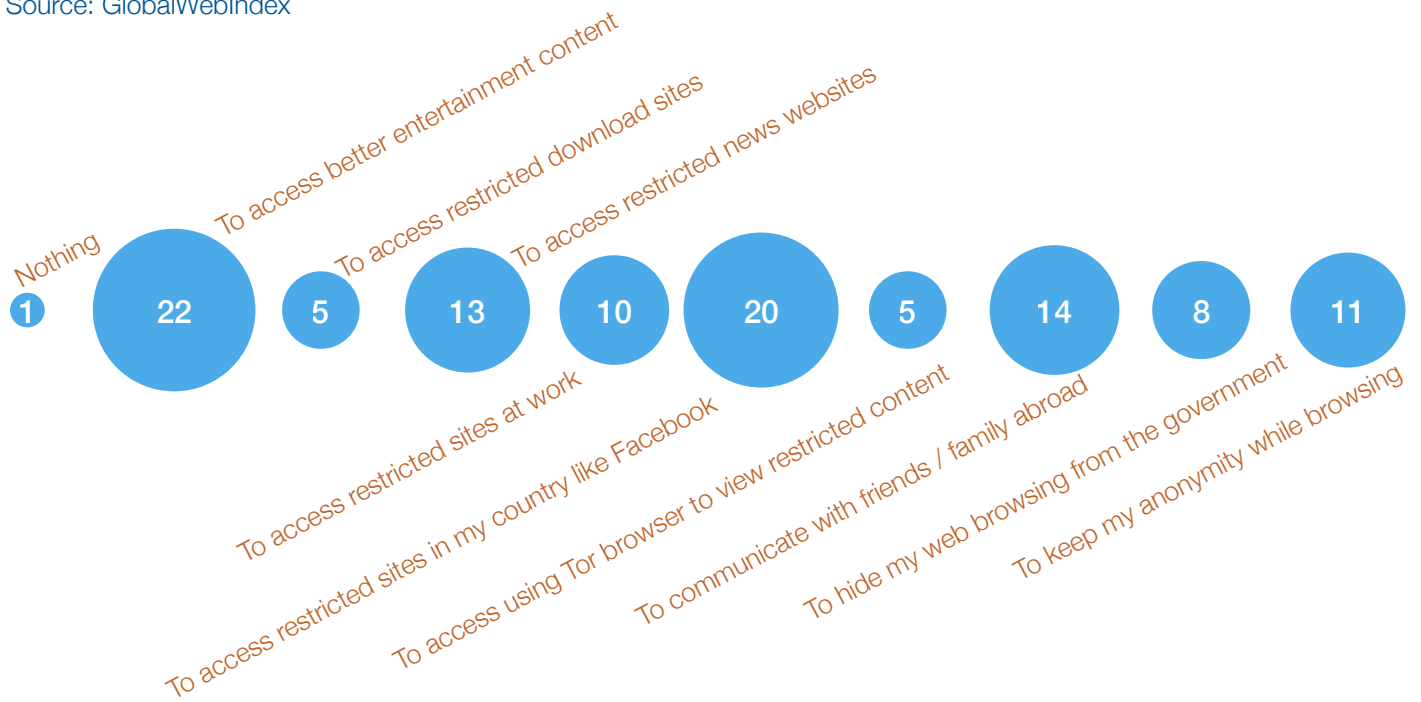 Source: GlobalWebIndex
Nothing
To access better entertainment content
To access restricted download sites
To access restricted news websites
1
22
5
13
10
20
5
14
8
11
To access restricted sites at work
To access restricted sites in my country like Facebook
To access using Tor browser to view restricted content
To communicate with friends / family abroad
To hide my web browsing from the government
To keep my anonymity while browsing